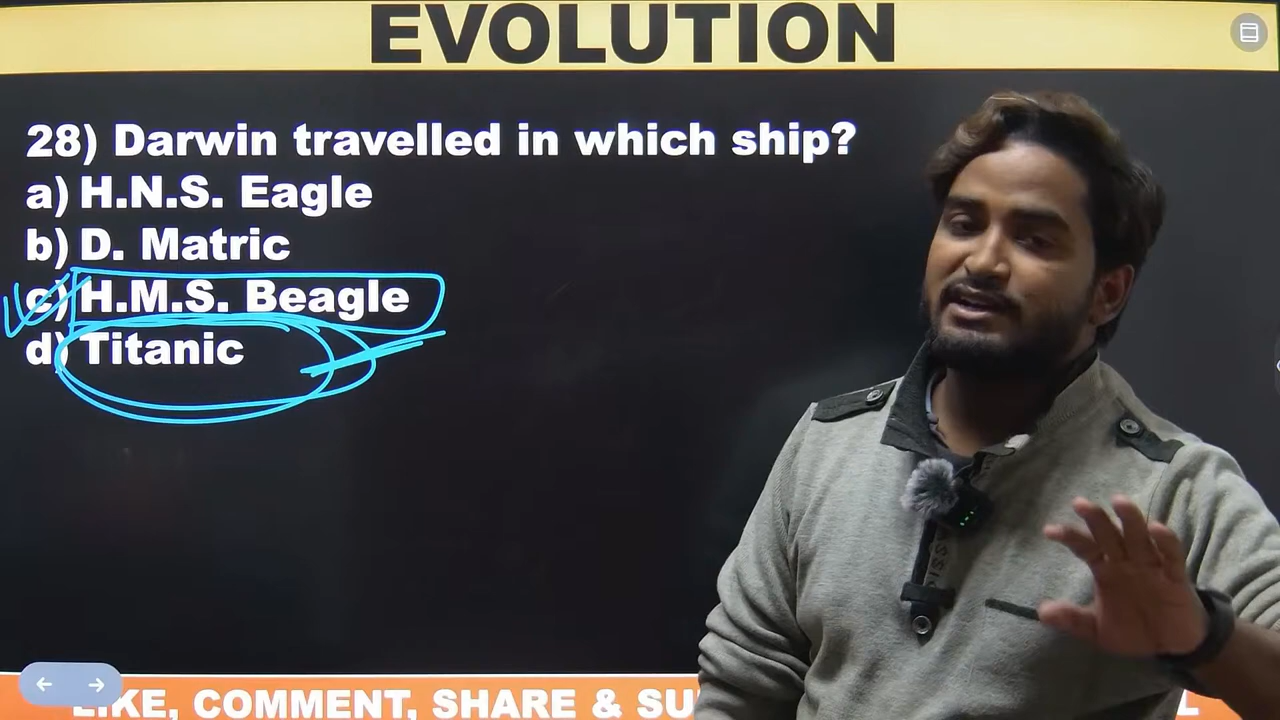 EVOLUTION
28) Darwin travelled in which ship?
a) H.N.S. Eagle
b) D. Matric
c) H.M.S. Beagle
d) Titanic
LIKE, COMMENT, SHARE & SU